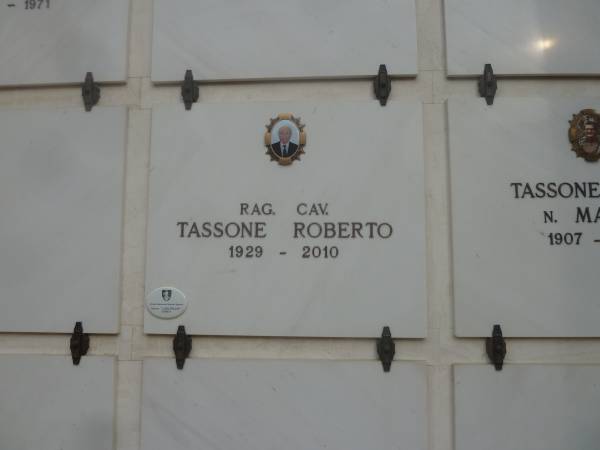 - 1971
RAG. CAV.
TASSONE ROBERTO
1929 - 2010
TASSONE
N. MA
1907 -